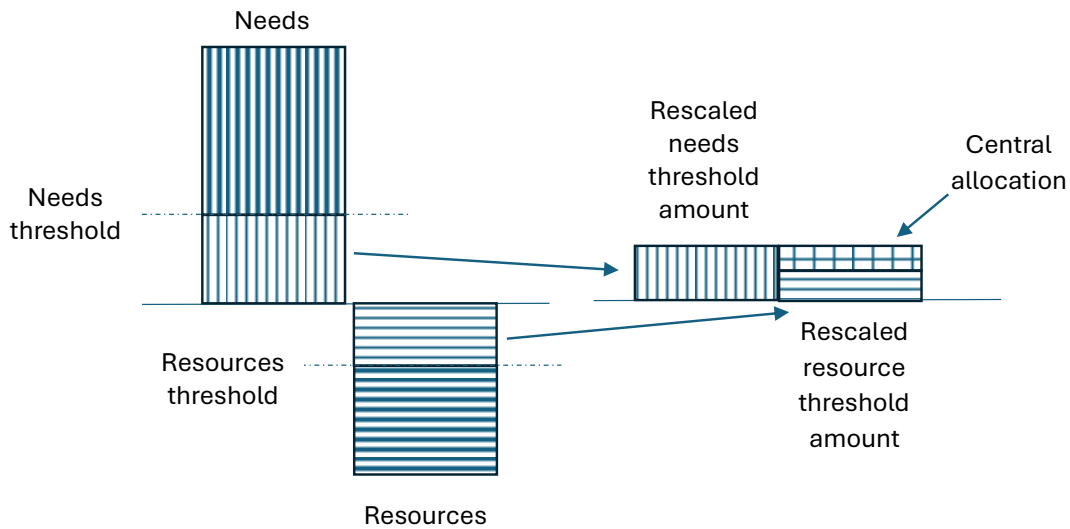 Needs
Needs
threshold
Resources
threshold
Resources
Rescaled
needs
threshold
amount
Central
allocation
Rescaled
resource
threshold
amount